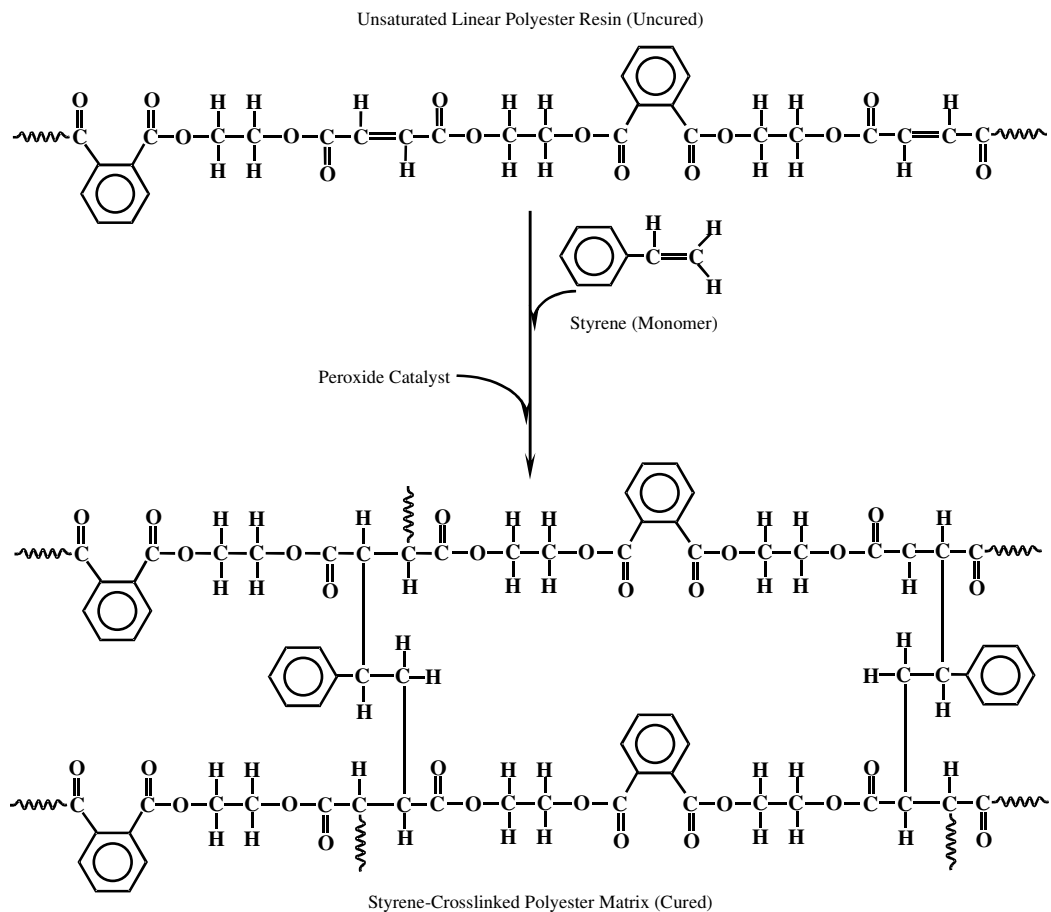 Unsaturated Linear Polyester Resin (Uncured)
O O H H H O H H H H O H
C C O C C O C C C C O C C O C C O C C O C C C C
H H O H H H O O H H H O
H H
C C
H
Styrene (Monomer)
Peroxide Catalyst
O O H H H O H H H H O H
C C O C C O C C C C O C C O C C O C C O C C C C
H H O H H H O O H H H O
H H
C C H H C C
H H
O O H H H O H H H H O H
C C O C C O C C C C O C C O C C O C C O C C C C
H H O H H H O O H H H O
Styrene-Crosslinked Polyester Matrix (Cured)